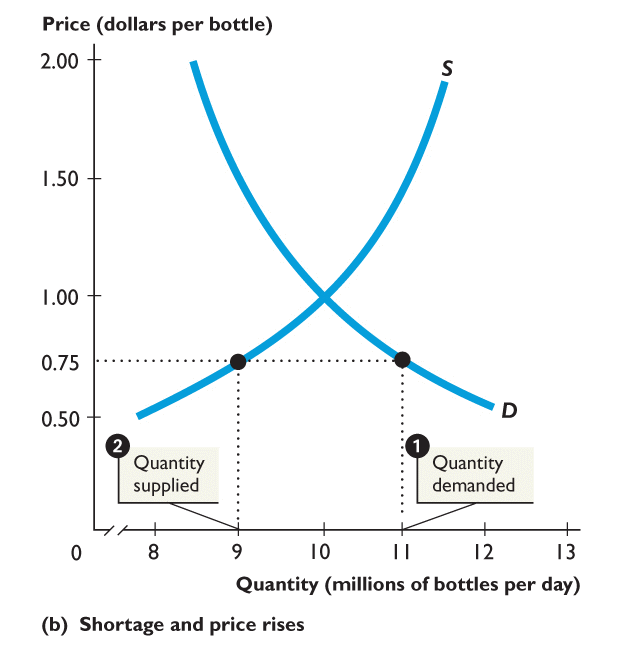 Price (dollars per bottle)
2.00
S
1.50
1.00
0.75
0.50
D
2
Quantity
supplied
1
Quantity
demanded
0
8
9
10
11
12
13
Quantity (millions of bottles per day)
(b) Shortage and price rises